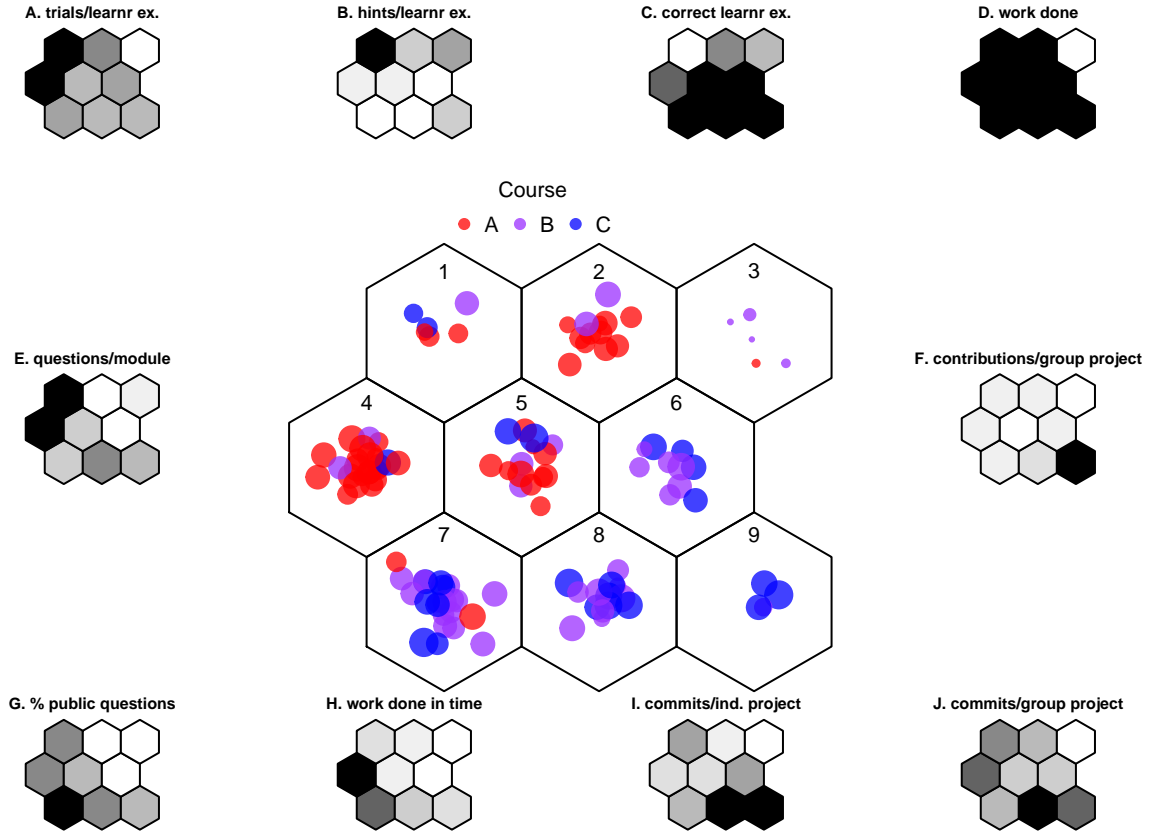 A. trials/learnr ex.
B. hints/learnr ex.
C. correct learnr ex.
D. work done
Course
A B C
1 2 3
E. questions/module
F. contributions/group project
4 5 6
7 8 9
G. % public questions
H. work done in time
I. commits/ind. project
J. commits/group project